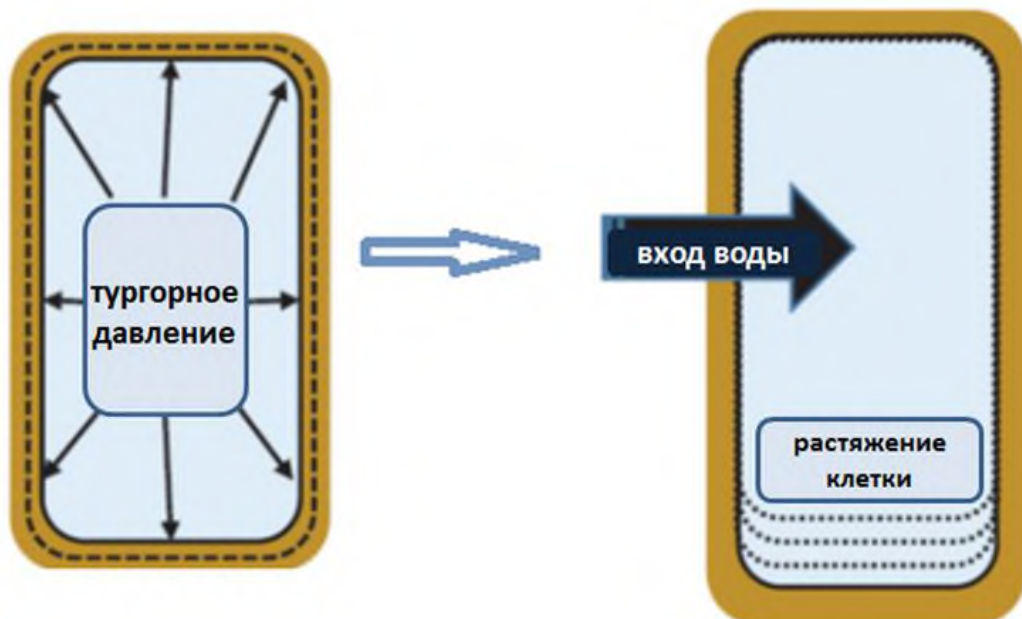 тургорное
давление
вход воды
растяжение
клетки